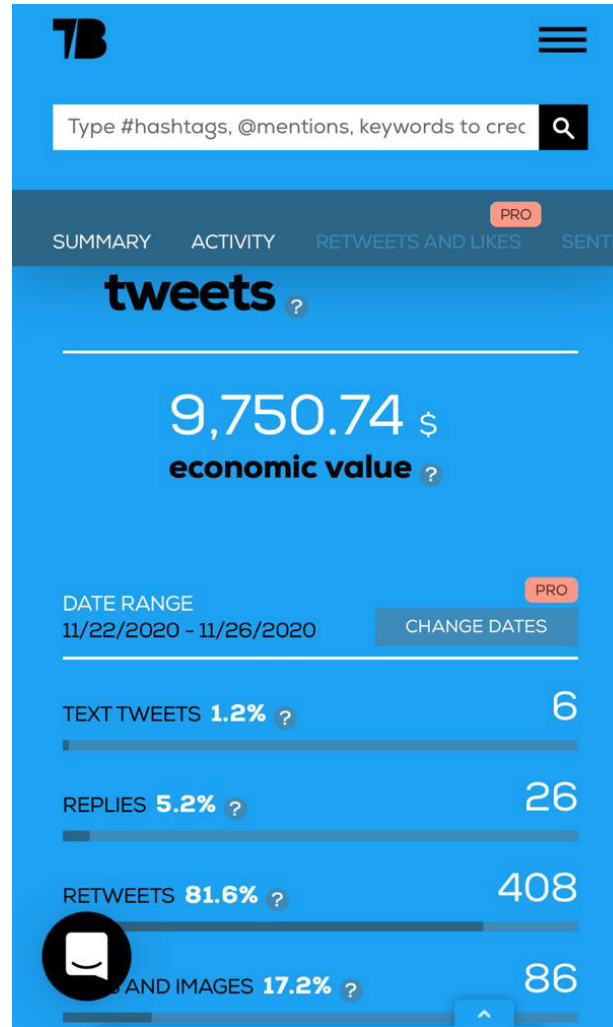 TB
Type #hashtags, @mentions, keywords to crec
PRO
SUMMARY ACTIVITY RETWEETS AND LIKES SENT
tweets ?
9,750.74 $
economic value ?
PRO
DATE RANGE
11/22/2020 - 11/26/2020 CHANGE DATES
TEXT TWEETS 1.2% ? 6
REPLIES 5.2% ? 26
RETWEETS 81.6% ? 408
AND IMAGES 17.2% ? 86